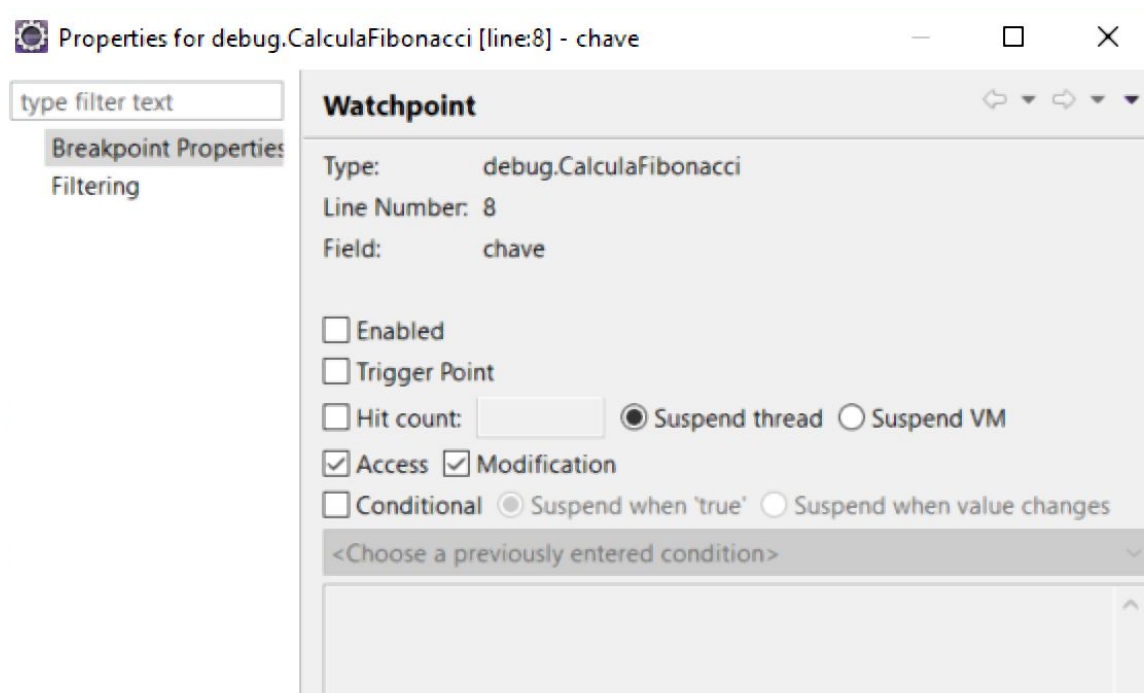 Properties for debug.CalculaFibonacci [line:8] - chave
type filter text
Breakpoint Properties
Filtering
Watchpoint
Type: debug.CalculaFibonacci
Line Number: 8
Field: chave
Enabled
Trigger Point
Hit count: Suspend thread Suspend VM
Access Modification
Conditional Suspend when 'true' Suspend when value changes
<Choose a previously entered condition>